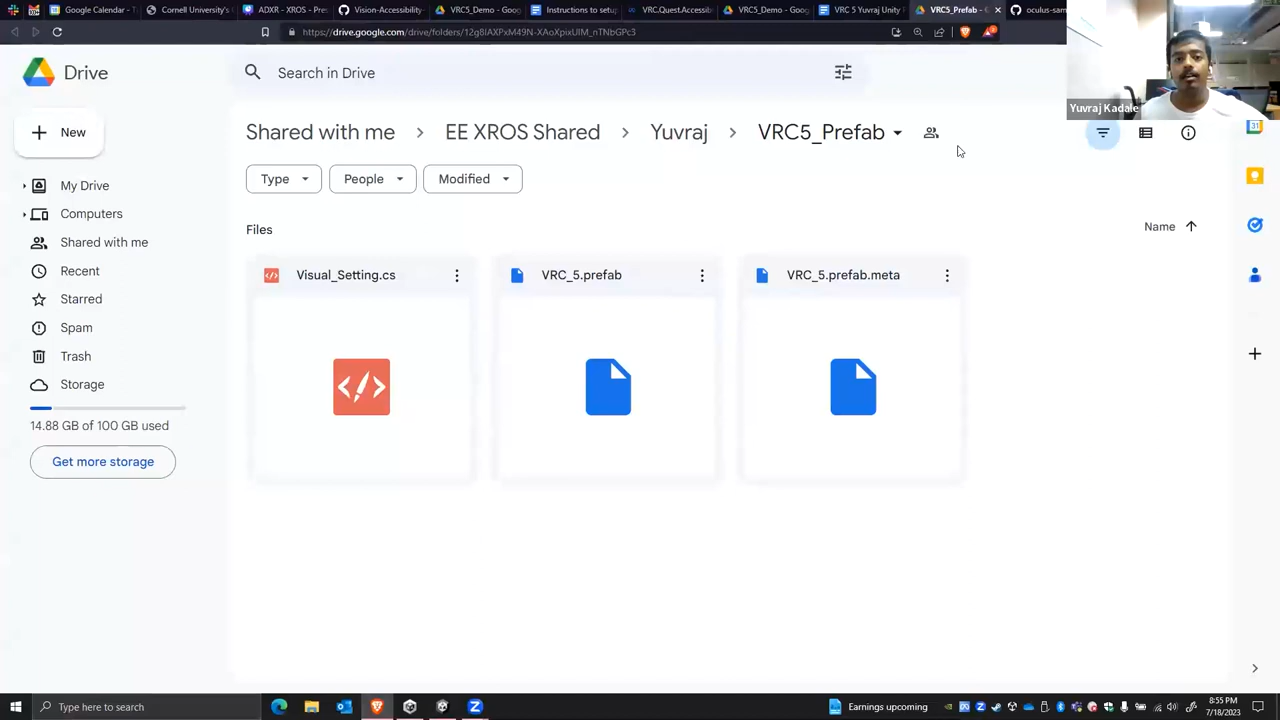 Google Calendar - T
Cornell University's
ADXR - XROS - Pres
Vision-Accessibility
VRC5_Demo - Goog
Instructions to setup
VRC.Quest.Accessib
VRC5_Demo - Goog
VRC 5 Yuvraj Unity I
VRC5_Prefab - G
oculus-sam
https://drive.google.com/drive/folders/12g8IAXPxM49N-XAoXpixUIM_nTNbGPc3
Drive
Search in Drive
Yuvraj Kadale
New
Shared with me > EE XROS Shared > Yuvraj > VRC5_Prefab
31
Type
People
Modified
My Drive
Computers
Shared with me
Recent
Starred
Spam
Trash
Storage
14.88 GB of 100 GB used
Get more storage
Files
Name
Visual_Setting.cs
VRC_5.prefab
VRC_5.prefab.meta
Type here to search
Earnings upcoming
8:55 PM
7/18/2023